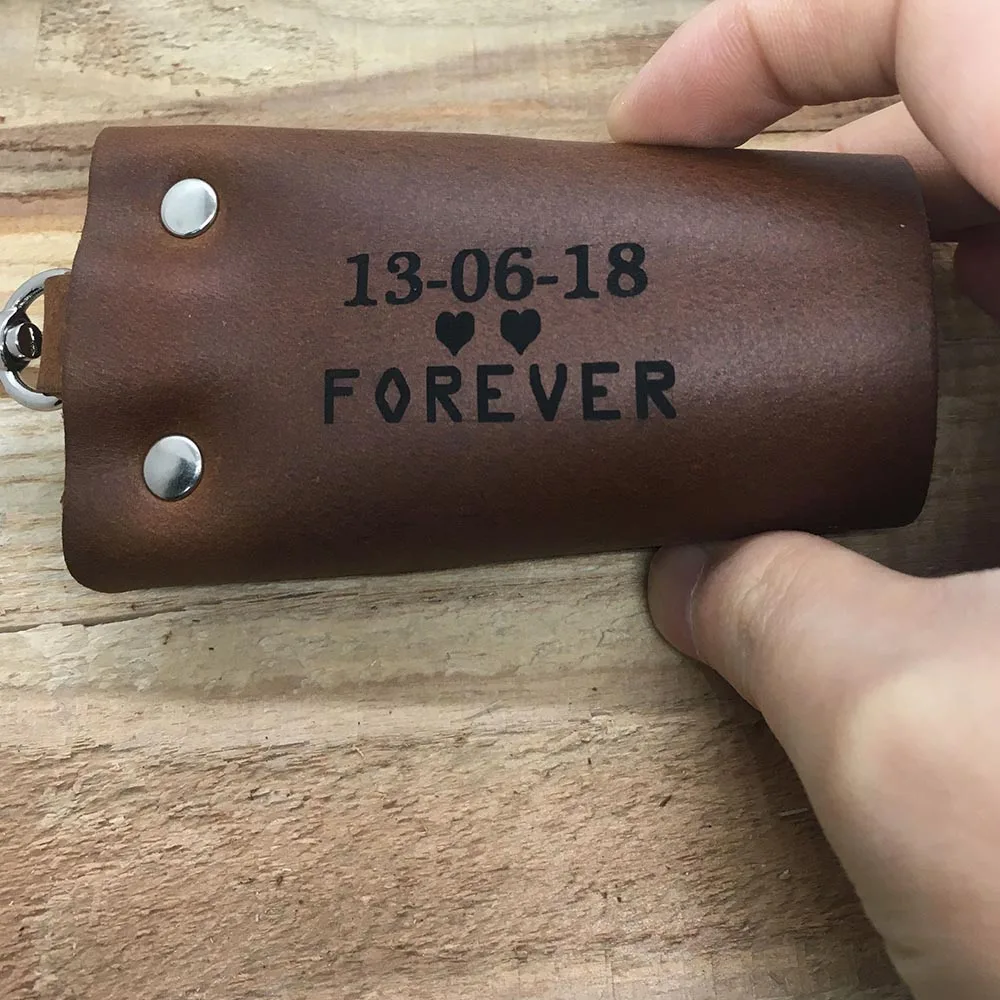 13-06-18
♥ ♥
FOREVER